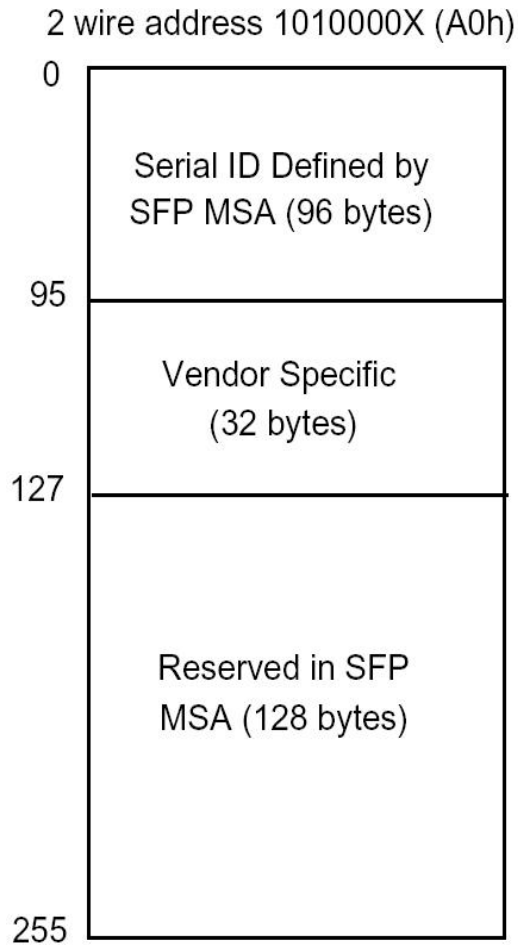 2 wire address 1010000X (A0h)
0
Serial ID Defined by
SFP MSA (96 bytes)
95
Vendor Specific
(32 bytes)
127
Reserved in SFP
MSA (128 bytes)
255